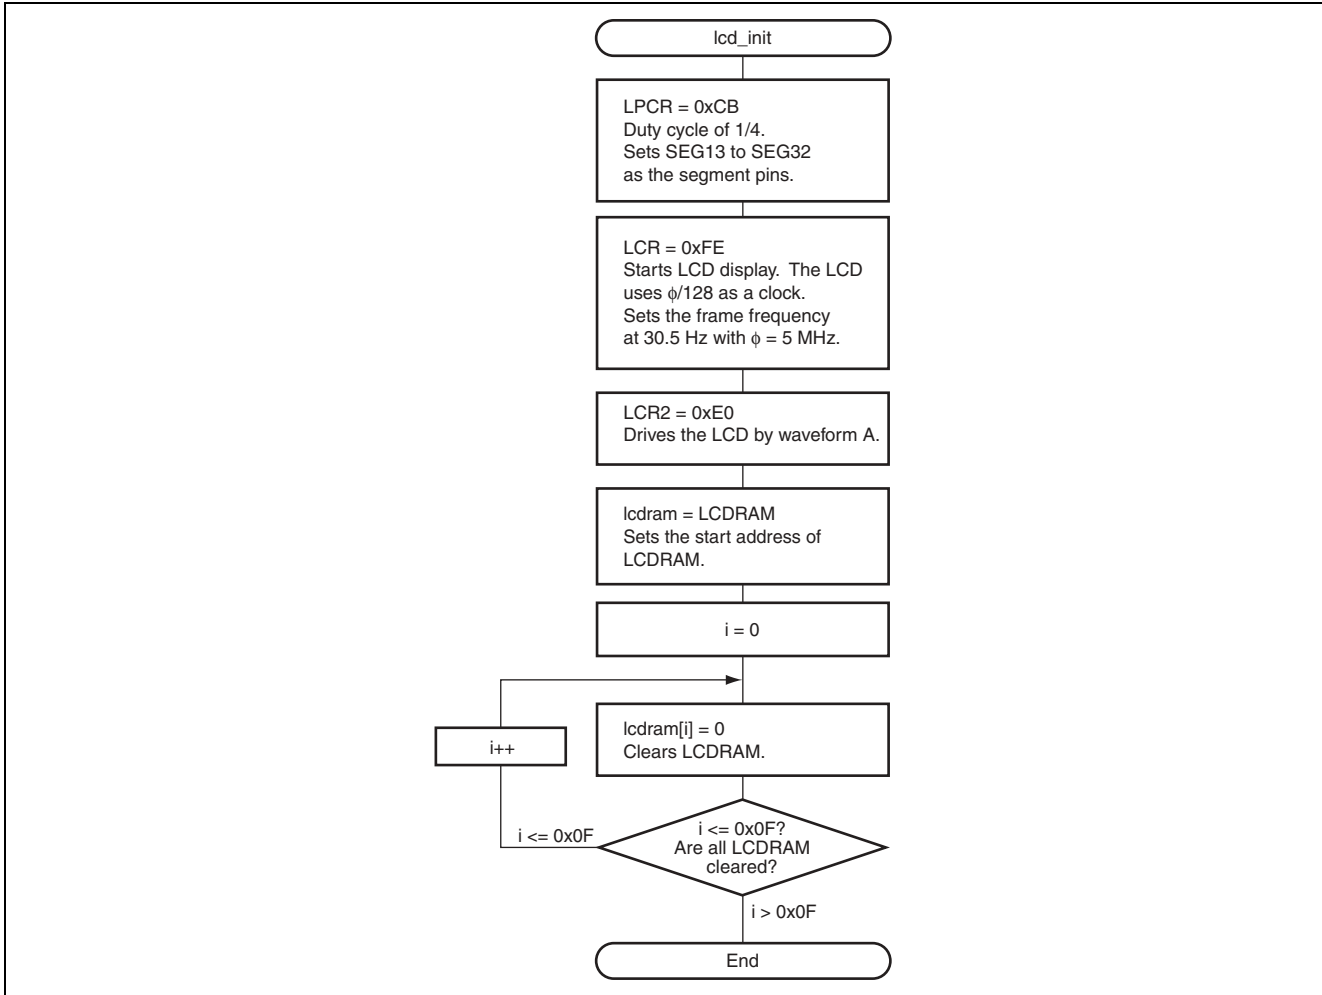 lcd_init
LPCR = 0xCB
Duty cycle of 1/4.
Sets SEG13 to SEG32
as the segment pins.
LCR = 0xFE
Starts LCD display.  The LCD
uses ϕ/128 as a clock.
Sets the frame frequency
at 30.5 Hz with ϕ = 5 MHz.
LCR2 = 0xE0
Drives the LCD by waveform A.
lcdram = LCDRAM
Sets the start address of
LCDRAM.
i = 0
lcdram[i] = 0
Clears LCDRAM.
i++
i <= 0x0F
i <= 0x0F?
Are all LCDRAM
cleared?
i > 0x0F
End